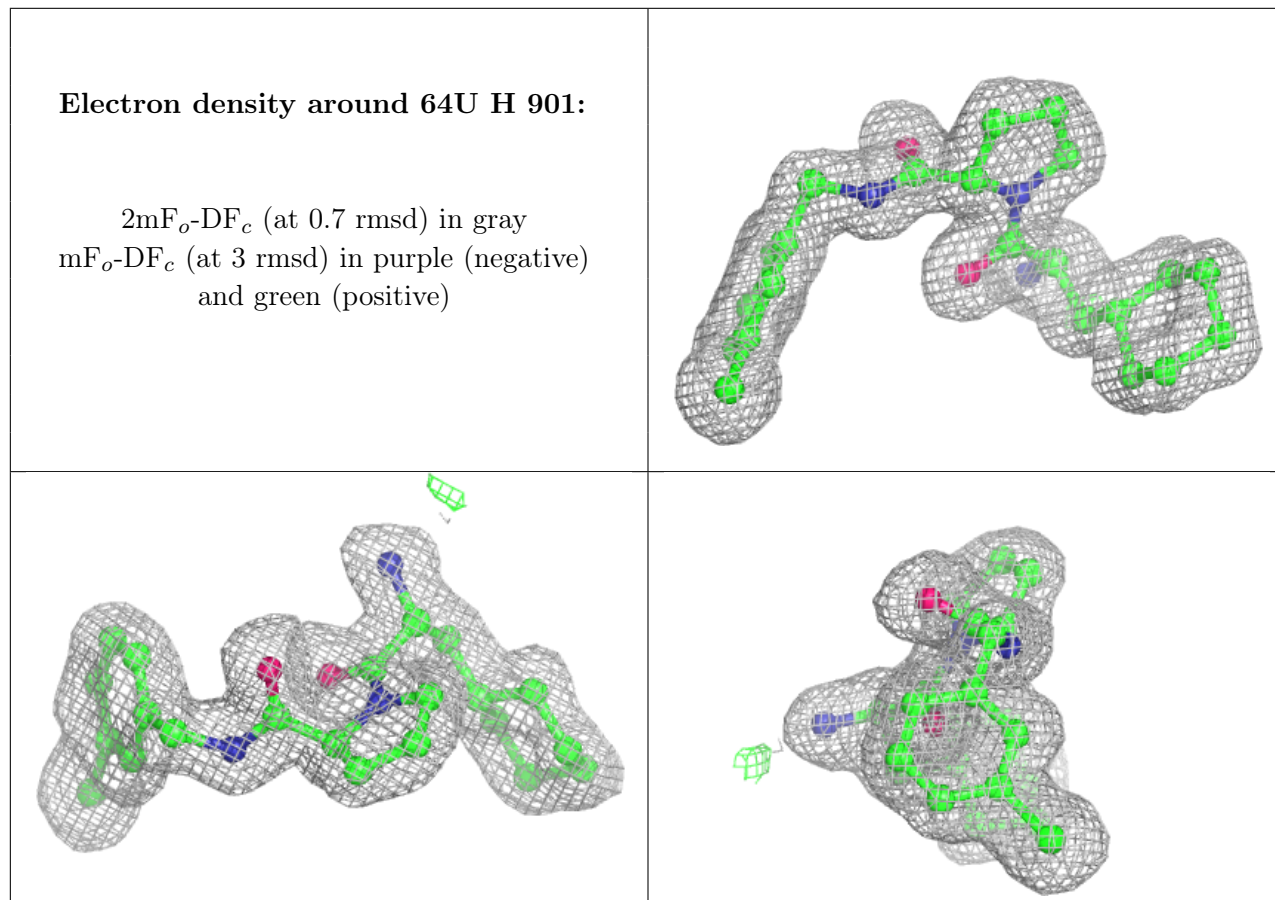 Electron density around 64U H 901:
2mFo-DFc (at 0.7 rmsd) in gray
mFo-DFc (at 3 rmsd) in purple (negative)
and green (positive)